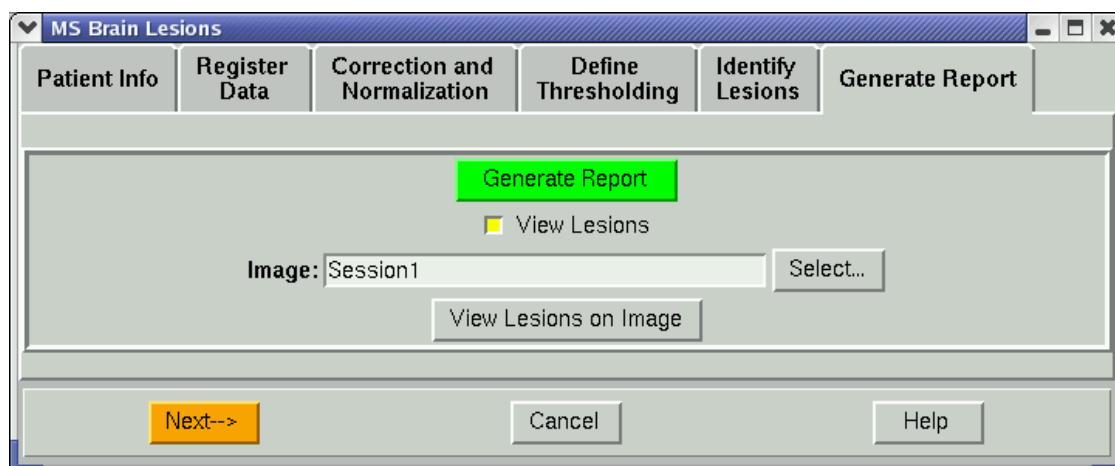 MS Brain Lesions
Patient Info
Register
Data
Correction and
Normalization
Define
Thresholding
Identify
Lesions
Generate Report
Generate Report
View Lesions
Image: Session1 Select...
View Lesions on Image
Next--> Cancel Help